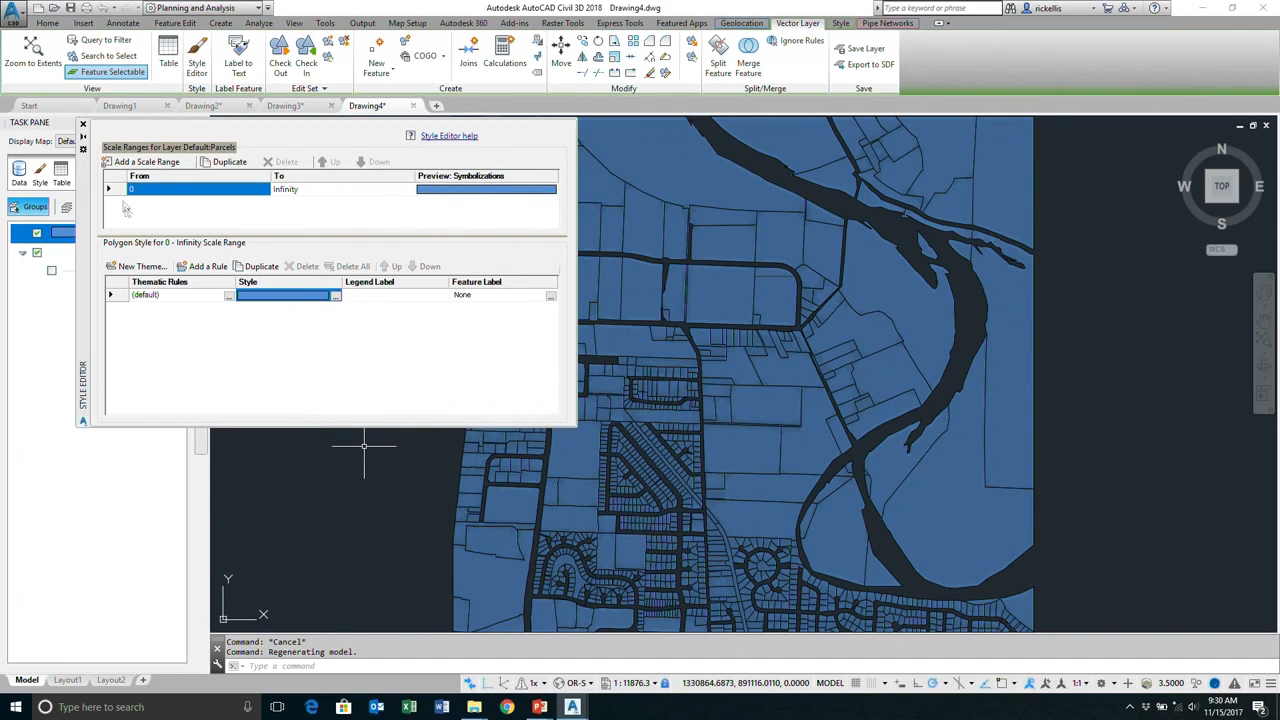 Planning and Analysis
Autodesk AutoCAD Civil 3D 2018 Drawing4.dwg
Type a keyword or phrase
rickellis
C3D
Home Insert Annotate Feature Edit Create Analyze View Tools Output Map Setup Autodesk 360 Add-ins Raster Tools Express Tools Featured Apps Geolocation Vector Layer Style Pipe Networks
Zoom to Extents
Query to Filter
Search to Select
Feature Selectable
View
Table
Style Editor
Style
Label to Text
Label Feature
Check Out
Check In
Edit Set
New Feature
COGO
Joins
Calculations
Create
Move
Modify
Split Feature
Merge Feature
Ignore Rules
Split/Merge
Save Layer
Export to SDF
Save
Start Drawing1 Drawing2* Drawing3* Drawing4*
TASK PANE
Display Map: Defau
Data Style Table
Groups
Style Editor help
Scale Ranges for Layer Default:Parcels
Add a Scale Range Duplicate Delete Up Down
From To Preview: Symbolizations
0 Infinity
Polygon Style for 0 - Infinity Scale Range
New Theme... Add a Rule Duplicate Delete Delete All Up Down
Thematic Rules Style Legend Label Feature Label
(default) ... ... None ...
STYLE EDITOR
N
W TOP E
S
WCS
Y
X
Command: *Cancel*
Command: Regenerating model.
Type a command
Model Layout1 Layout2
1x OR-S 1 : 11876.3 1330864.6873, 891116.0110, 0.0000 MODEL 1:1 3.5000
Type here to search
9:30 AM
11/15/2017